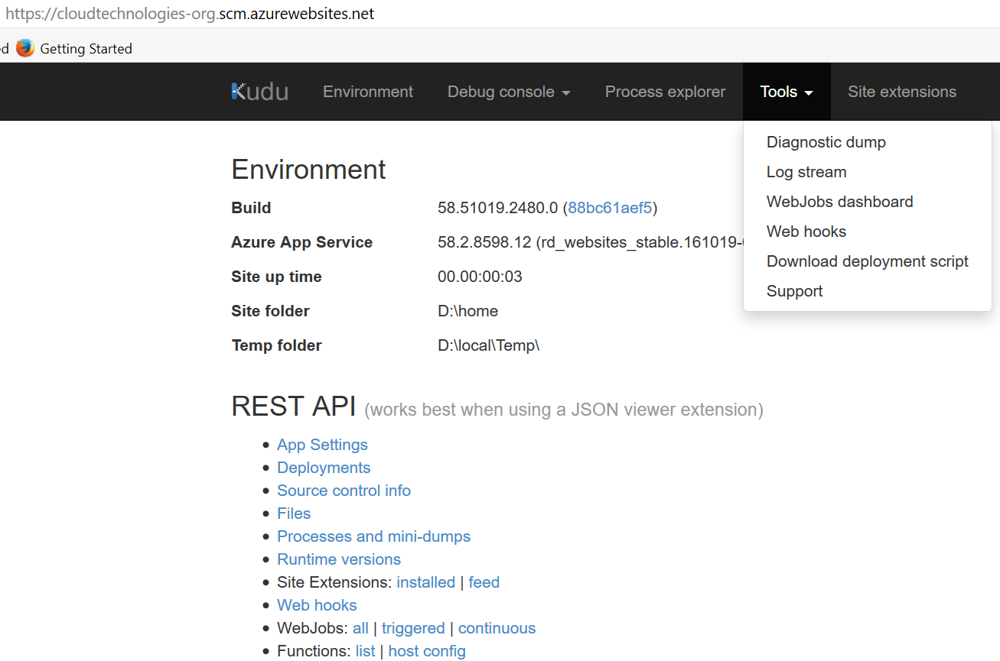 https://cloudtechnologies-org.scm.azurewebsites.net
ed Getting Started
Kudu Environment Debug console Process explorer Tools Site extensions
Diagnostic dump
Log stream
WebJobs dashboard
Web hooks
Download deployment script
Support
Environment
Build 58.51019.2480.0 (88bc61aef5)
Azure App Service 58.2.8598.12 (rd_websites_stable.161019-
Site up time 00.00:00:03
Site folder D:\home
Temp folder D:\local\Temp\
REST API (works best when using a JSON viewer extension)
• App Settings
• Deployments
• Source control info
• Files
• Processes and mini-dumps
• Runtime versions
• Site Extensions: installed | feed
• Web hooks
• WebJobs: all | triggered | continuous
• Functions: list | host config